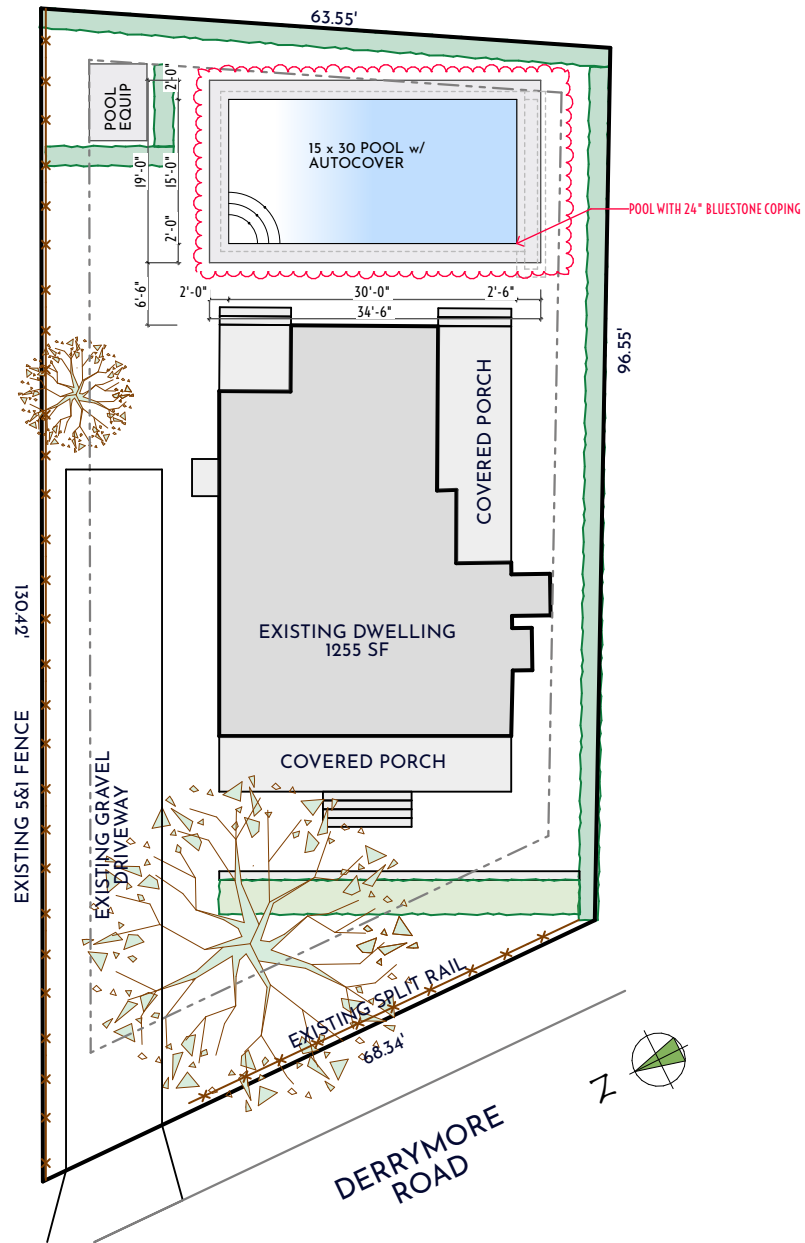 63.55'
POOL
EQUIP
2'-0"
19'-0"
15'-0"
2'-0"
6'-6"
15 x 30 POOL w/
AUTOCOVER
POOL WITH 24" BLUESTONE COPING
2'-0"
30'-0"
2'-6"
34'-6"
96.55'
COVERED PORCH
130.42'
EXISTING DWELLING
1255 SF
EXISTING 5&1 FENCE
EXISTING GRAVEL
DRIVEWAY
COVERED PORCH
EXISTING SPLIT RAIL
68.34'
N
DERRYMORE
ROAD